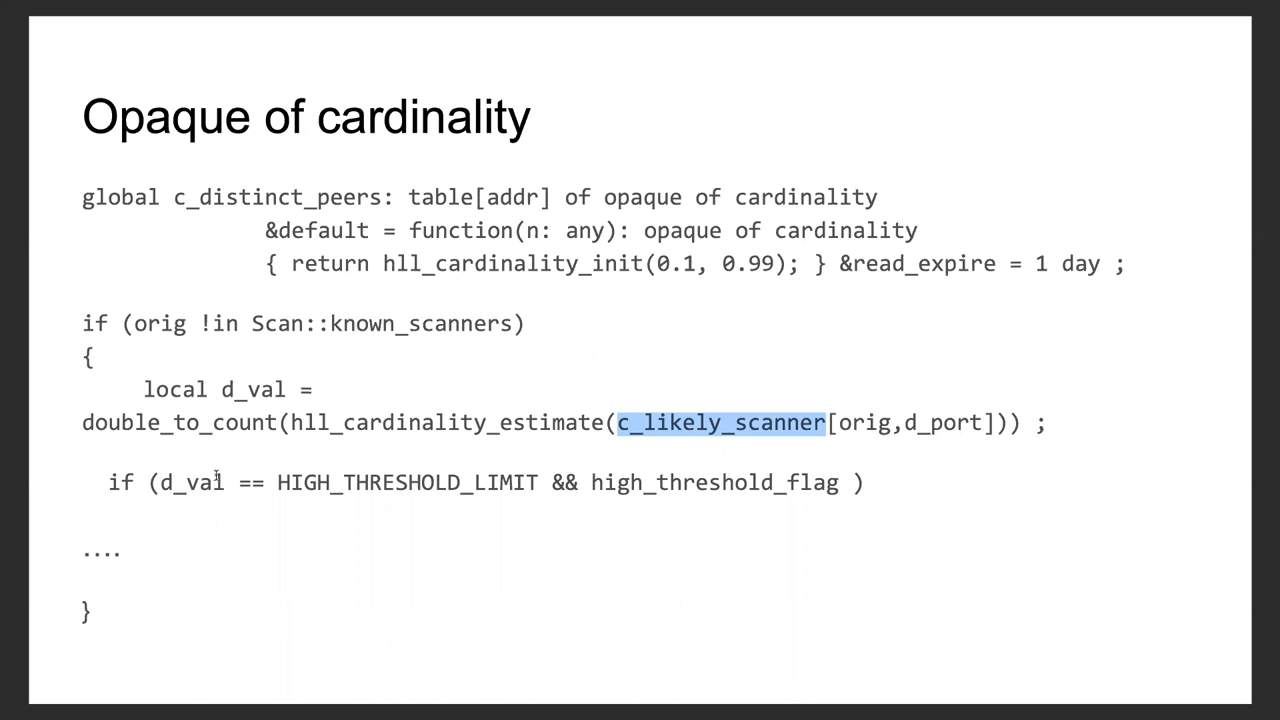 Opaque of cardinality
global c_distinct_peers: table[addr] of opaque of cardinality
&default = function(n: any): opaque of cardinality
{ return hll_cardinality_init(0.1, 0.99); } &read_expire = 1 day ;
if (orig !in Scan::known_scanners)
{
local d_val =
double_to_count(hll_cardinality_estimate(c_likely_scanner[orig,d_port])) ;
if (d_val == HIGH_THRESHOLD_LIMIT && high_threshold_flag )
....
}